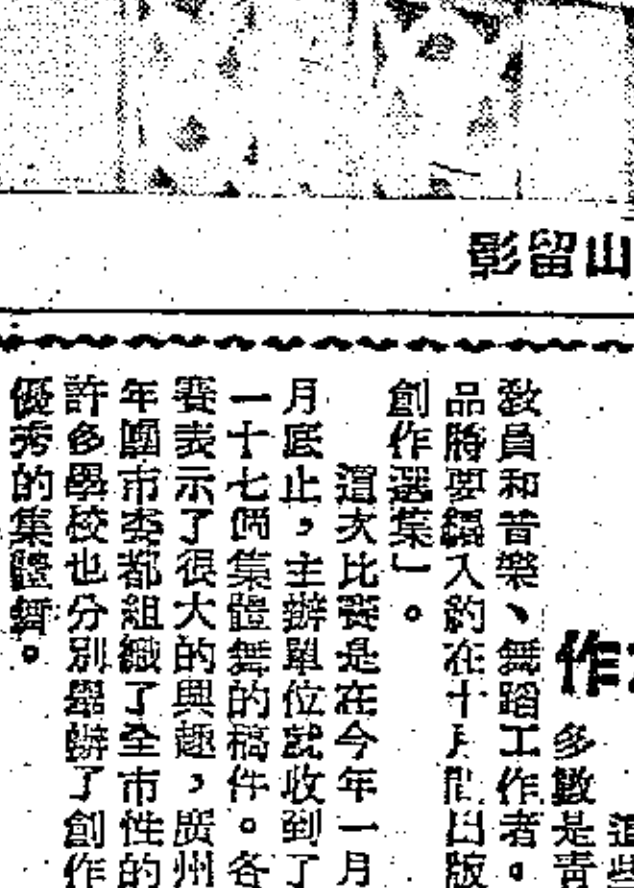 山留影
作
這些
多數是青
教員和音樂、舞蹈工作者。
品將要編入約在十月間出版
創作選集」。
這次比賽是在今年一月
月底止，主辦單位就收到了
一十七個集體舞的稿件。各
賽表示了很大的興趣，廣州
年團市委都組織了全市性的
許多學校也分別舉辦了創作
優秀的集體舞。